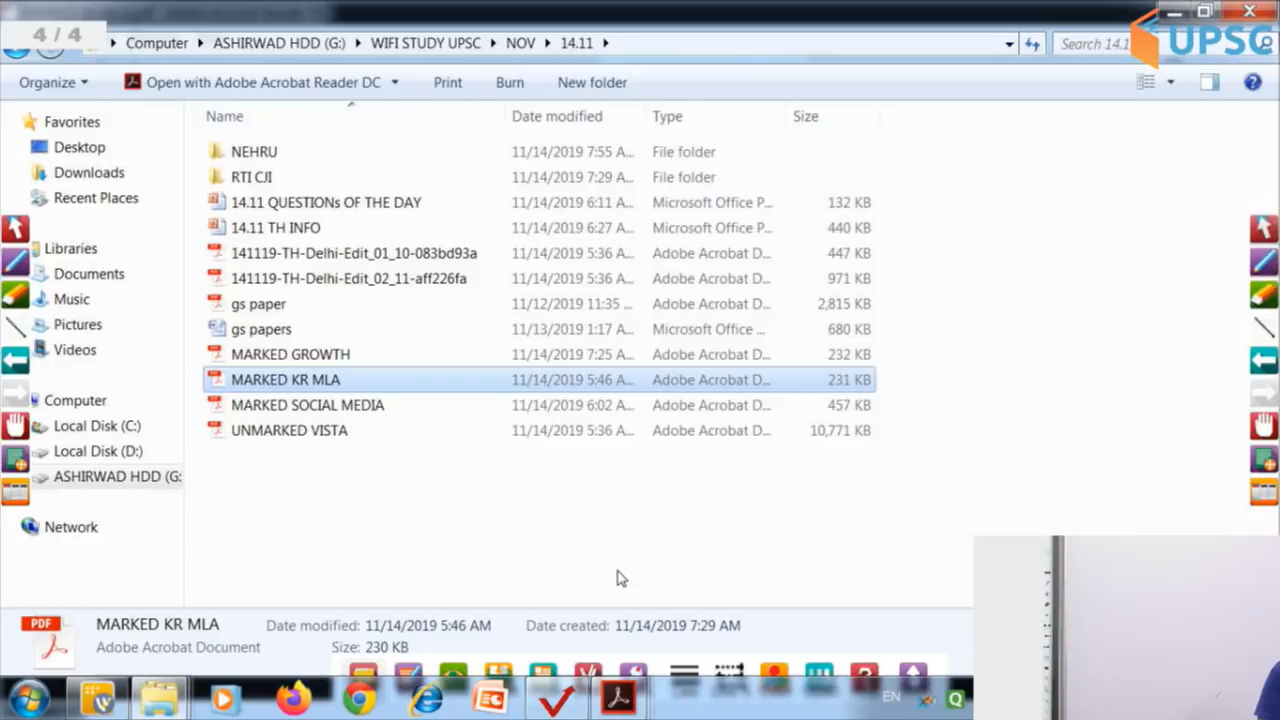 4 / 4
Computer ASHIRWAD HDD (G:) WIFI STUDY UPSC NOV 14.11
Search 14.1
UPSC
Organize Open with Adobe Acrobat Reader DC Print Burn New folder
Favorites
Desktop
Downloads
Recent Places
Libraries
Documents
Music
Pictures
Videos
Computer
Local Disk (C:)
Local Disk (D:)
ASHIRWAD HDD (G:
Network
Name Date modified Type Size
NEHRU 11/14/2019 7:55 A... File folder
RTI CJI 11/14/2019 7:29 A... File folder
14.11 QUESTIONs OF THE DAY 11/14/2019 6:11 A... Microsoft Office P... 132 KB
14.11 TH INFO 11/14/2019 6:27 A... Microsoft Office P... 440 KB
141119-TH-Delhi-Edit_01_10-083bd93a 11/14/2019 5:36 A... Adobe Acrobat D... 447 KB
141119-TH-Delhi-Edit_02_11-aff226fa 11/14/2019 5:36 A... Adobe Acrobat D... 971 KB
gs paper 11/12/2019 11:35 ... Adobe Acrobat D... 2,815 KB
gs papers 11/13/2019 1:17 A... Microsoft Office ... 680 KB
MARKED GROWTH 11/14/2019 7:25 A... Adobe Acrobat D... 232 KB
MARKED KR MLA 11/14/2019 5:46 A... Adobe Acrobat D... 231 KB
MARKED SOCIAL MEDIA 11/14/2019 6:02 A... Adobe Acrobat D... 457 KB
UNMARKED VISTA 11/14/2019 5:36 A... Adobe Acrobat D... 10,771 KB
PDF
MARKED KR MLA Date modified: 11/14/2019 5:46 AM Date created: 11/14/2019 7:29 AM
Adobe Acrobat Document Size: 230 KB
EN